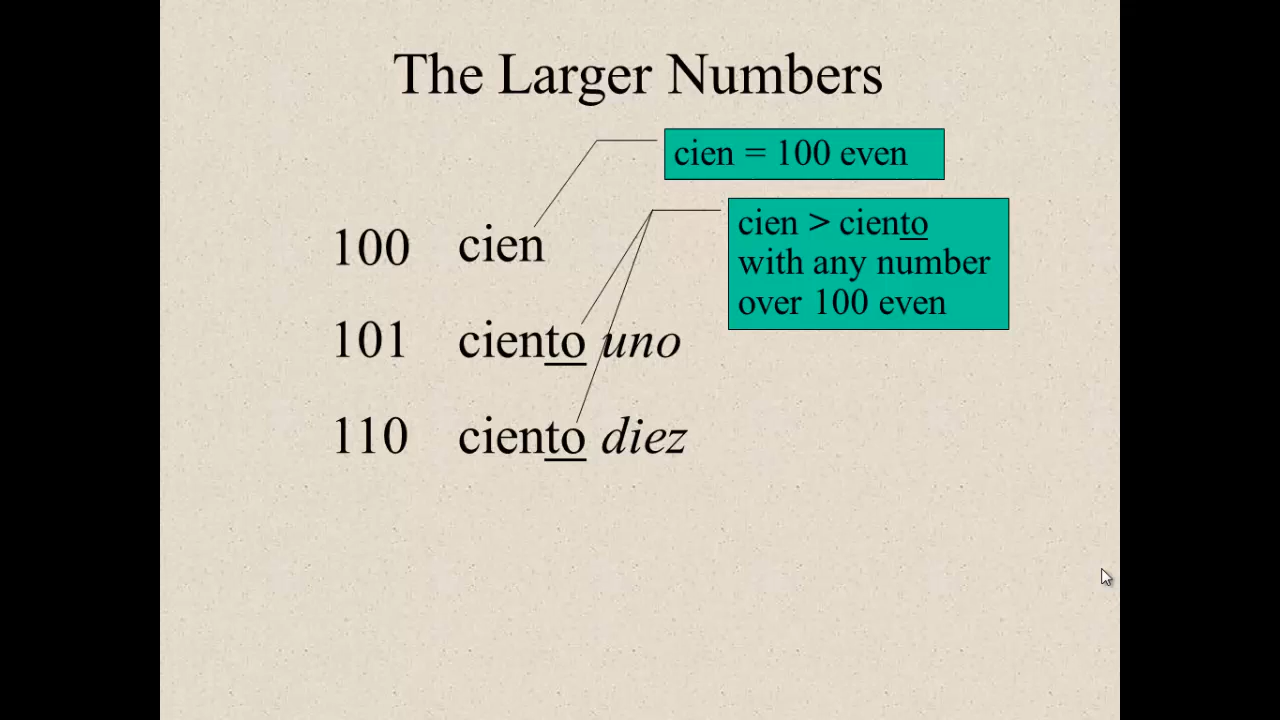 The Larger Numbers
cien = 100 even
cien > ciento
with any number
over 100 even
100 cien
101 ciento uno
110 ciento diez